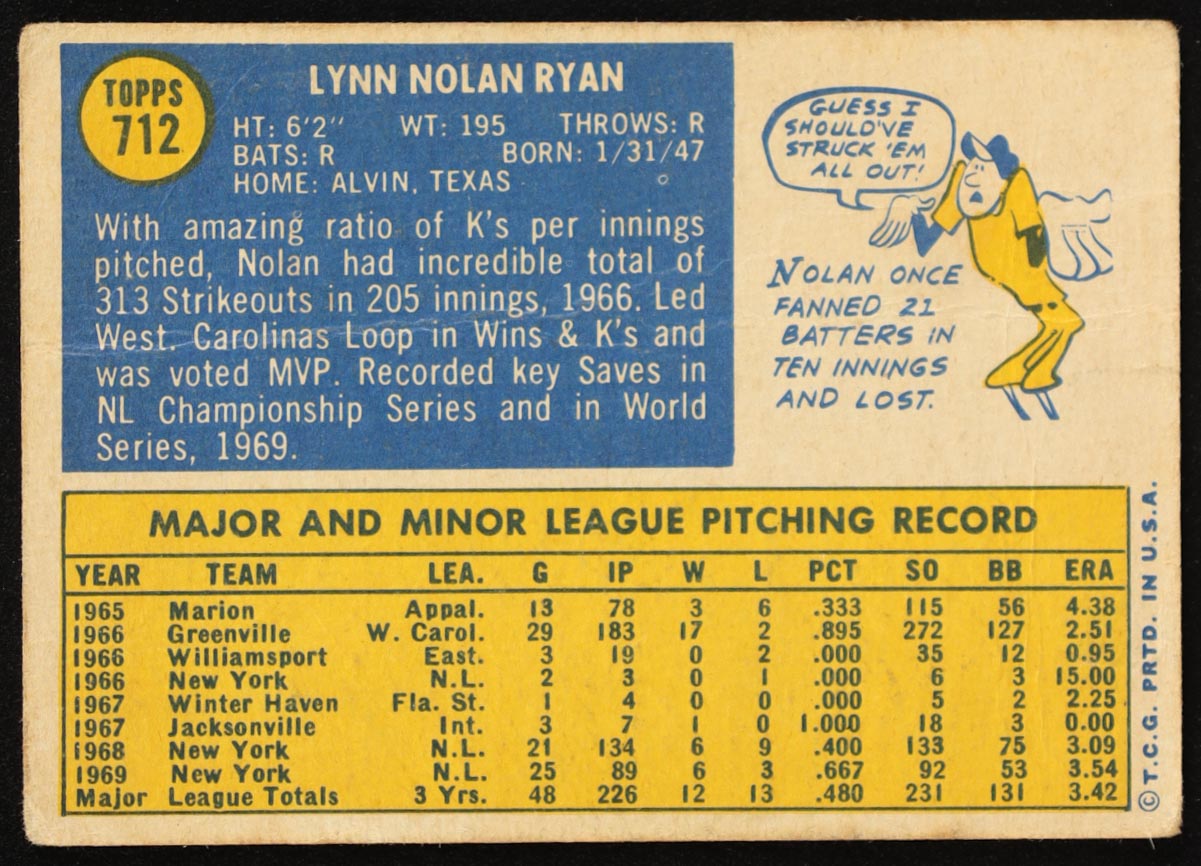 TOPPS
712
LYNN NOLAN RYAN
HT: 6'2" WT: 195 THROWS: R
BATS: R BORN: 1/31/47
HOME: ALVIN, TEXAS
With amazing ratio of K's per innings
pitched, Nolan had incredible total of
313 Strikeouts in 205 innings, 1966. Led
West. Carolinas Loop in Wins & K's and
was voted MVP. Recorded key Saves in
NL Championship Series and in World
Series, 1969.
GUESS I
SHOULD'VE
STRUCK 'EM
ALL OUT!
NOLAN ONCE
FANNED 21
BATTERS IN
TEN INNINGS
AND LOST.
MAJOR AND MINOR LEAGUE PITCHING RECORD
YEAR TEAM LEA. G IP W L PCT SO BB ERA
1965 Marion Appal. 13 78 3 6 .333 115 56 4.38
1966 Greenville W. Carol. 29 183 17 2 .895 272 127 2.51
1966 Williamsport East. 3 19 0 2 .000 35 12 0.95
1966 New York N.L. 2 3 0 1 .000 6 3 15.00
1967 Winter Haven Fla. St. 1 4 0 0 .000 5 2 2.25
1967 Jacksonville Int. 3 7 1 0 1.000 18 3 0.00
1968 New York N.L. 21 134 6 9 .400 133 75 3.09
1969 New York N.L. 25 89 6 3 .667 92 53 3.54
Major League Totals 3 Yrs. 48 226 12 13 .480 231 131 3.42
© T.C.G. PRTD. IN U.S.A.